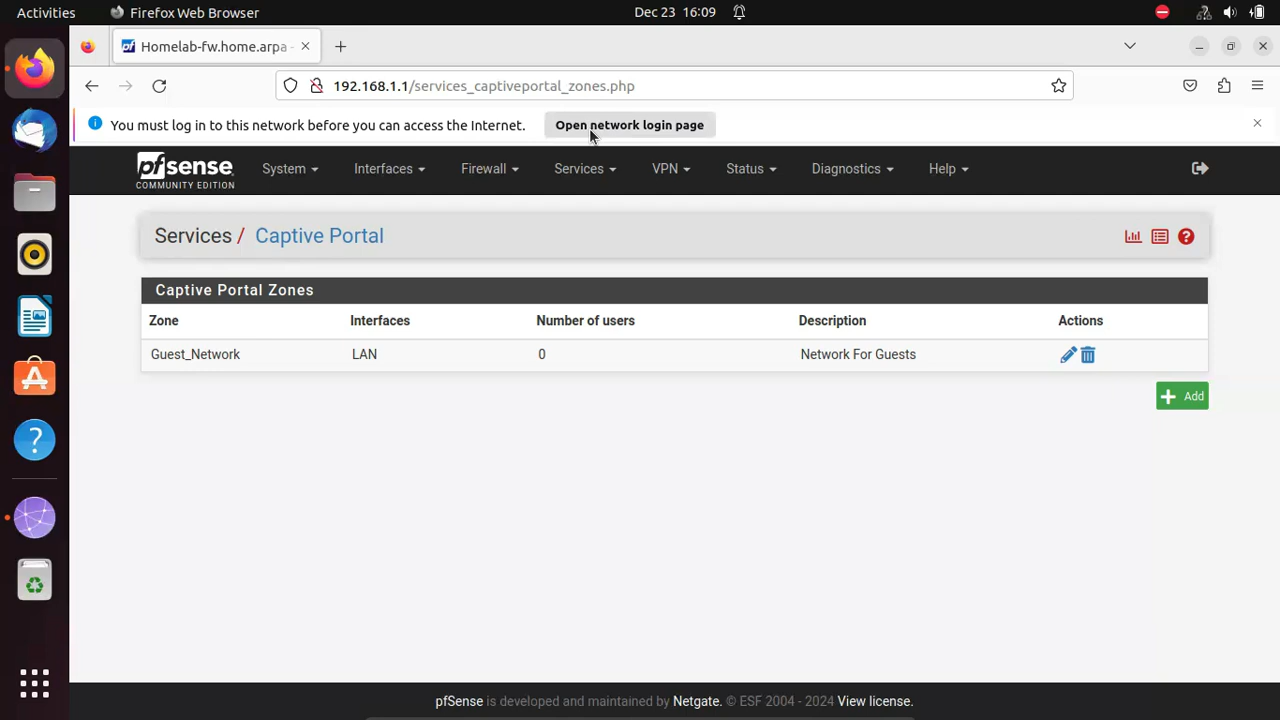 Activities Firefox Web Browser Dec 23 16:09
Homelab-fw.home.arpa -
192.168.1.1/services_captiveportal_zones.php
You must log in to this network before you can access the Internet. Open network login page
pfsense COMMUNITY EDITION System Interfaces Firewall Services VPN Status Diagnostics Help
Services / Captive Portal
Captive Portal Zones
Zone Interfaces Number of users Description Actions
Guest_Network LAN 0 Network For Guests
Add
pfSense is developed and maintained by Netgate. © ESF 2004 - 2024 View license.